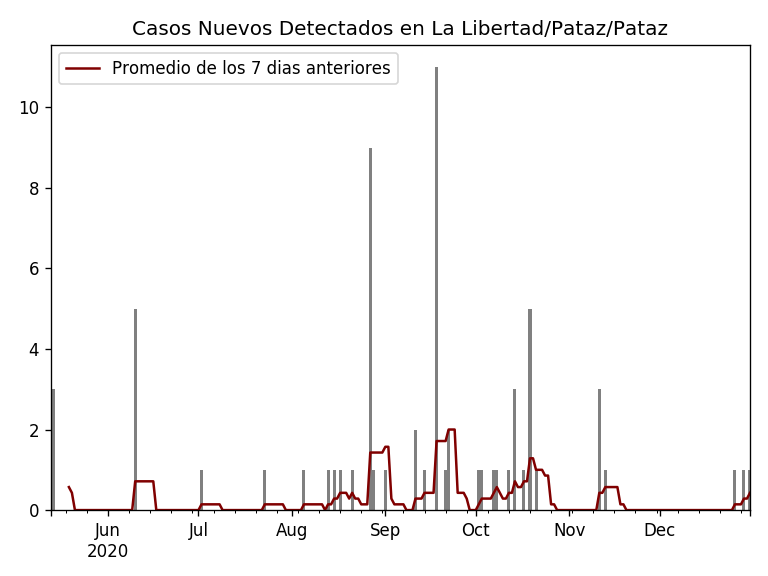 Casos Nuevos Detectados en La Libertad/Pataz/Pataz
Promedio de los 7 dias anteriores
10
8
6
4
2
0
Jun Jul Aug Sep Oct Nov Dec
2020